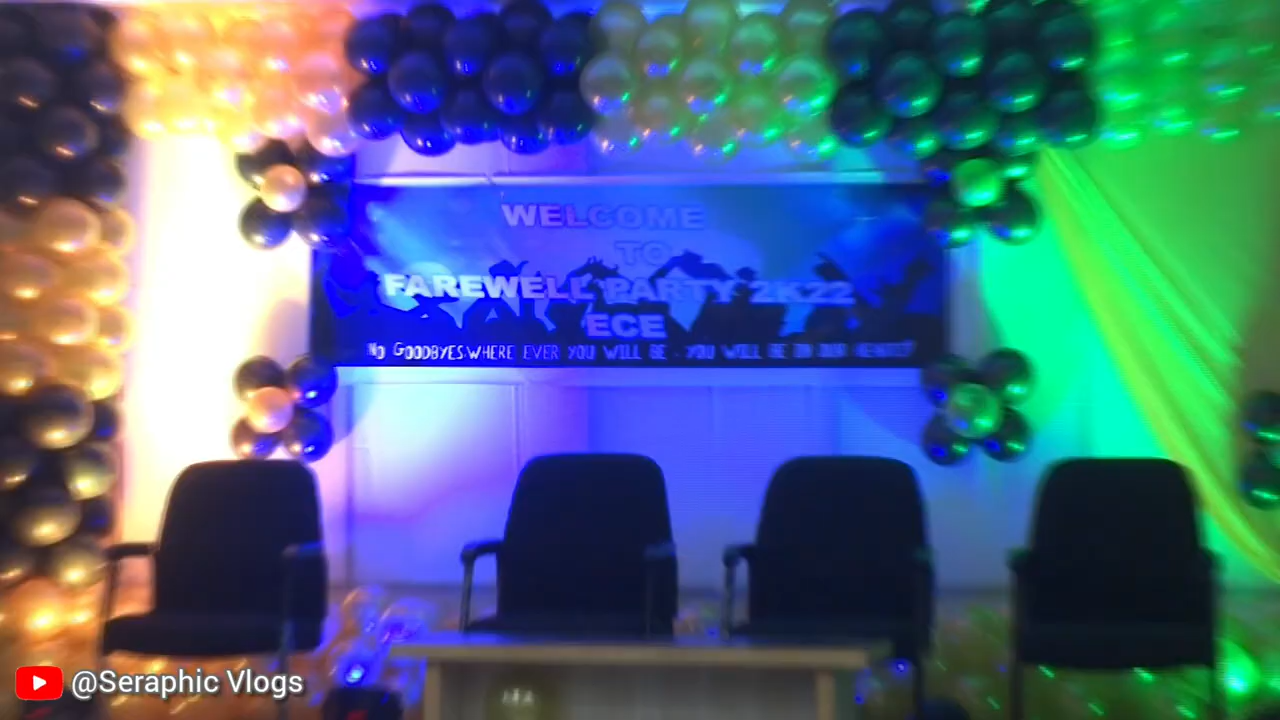 WELCOME
TO
FAREWELL PARTY 2K22
ECE
NO GOODBYES, WHERE EVER YOU WILL BE - YOU WILL BE IN OUR HEART
@Seraphic Vlogs